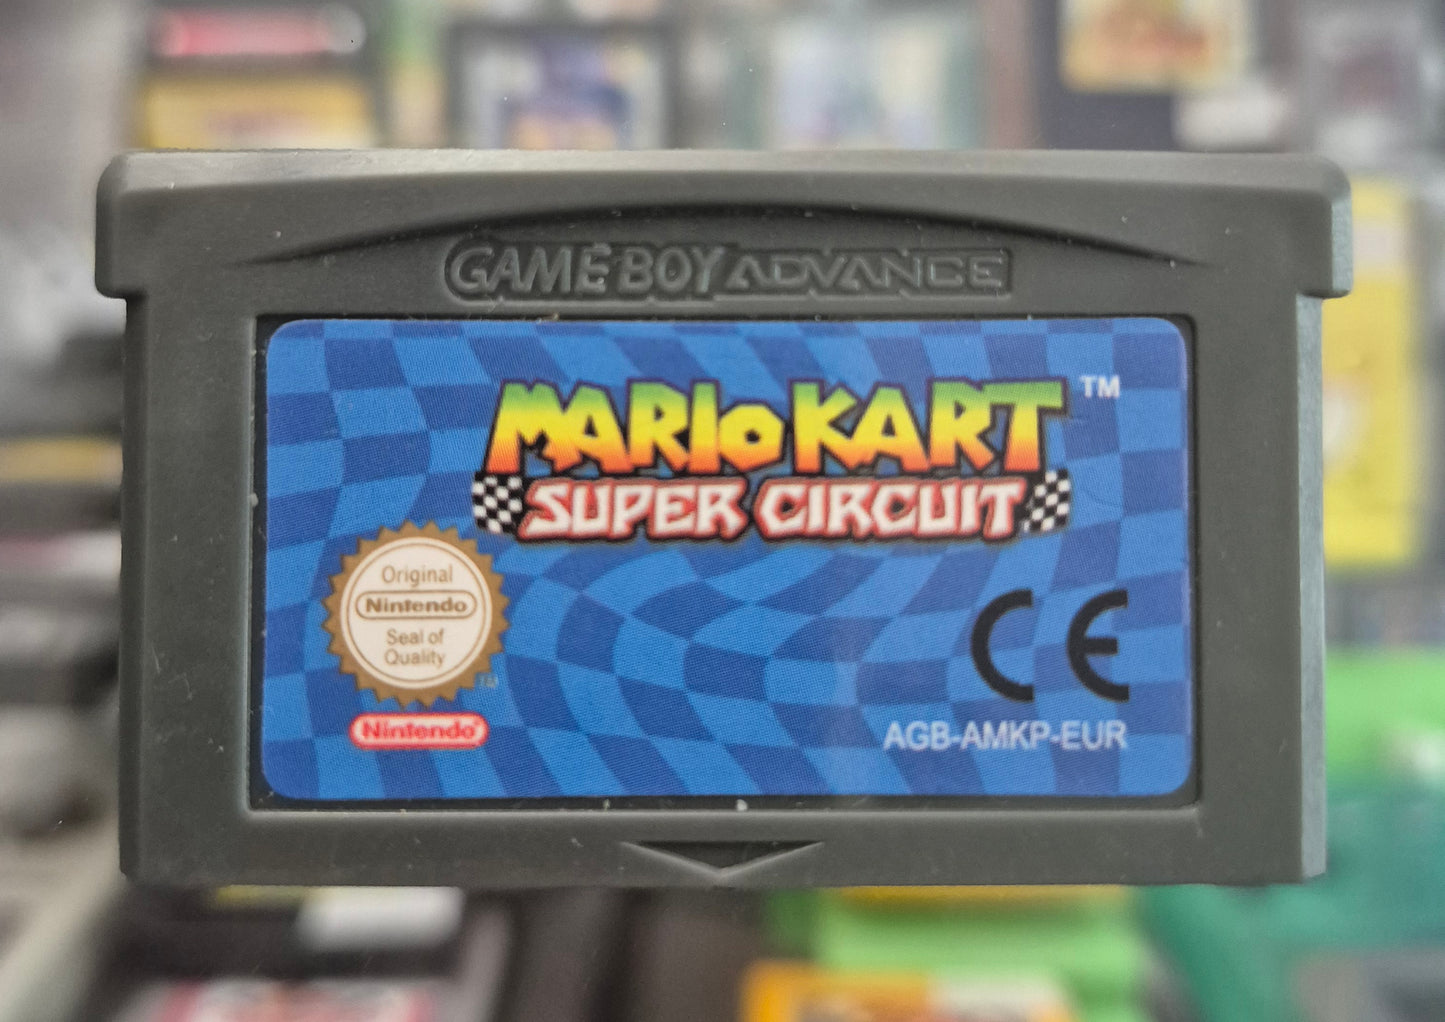 GAME BOY ADVANCE
MARIO KART TM
SUPER CIRCUIT
Original
Nintendo
Seal of
Quality
TM
Nintendo
CE
AGB-AMKP-EUR